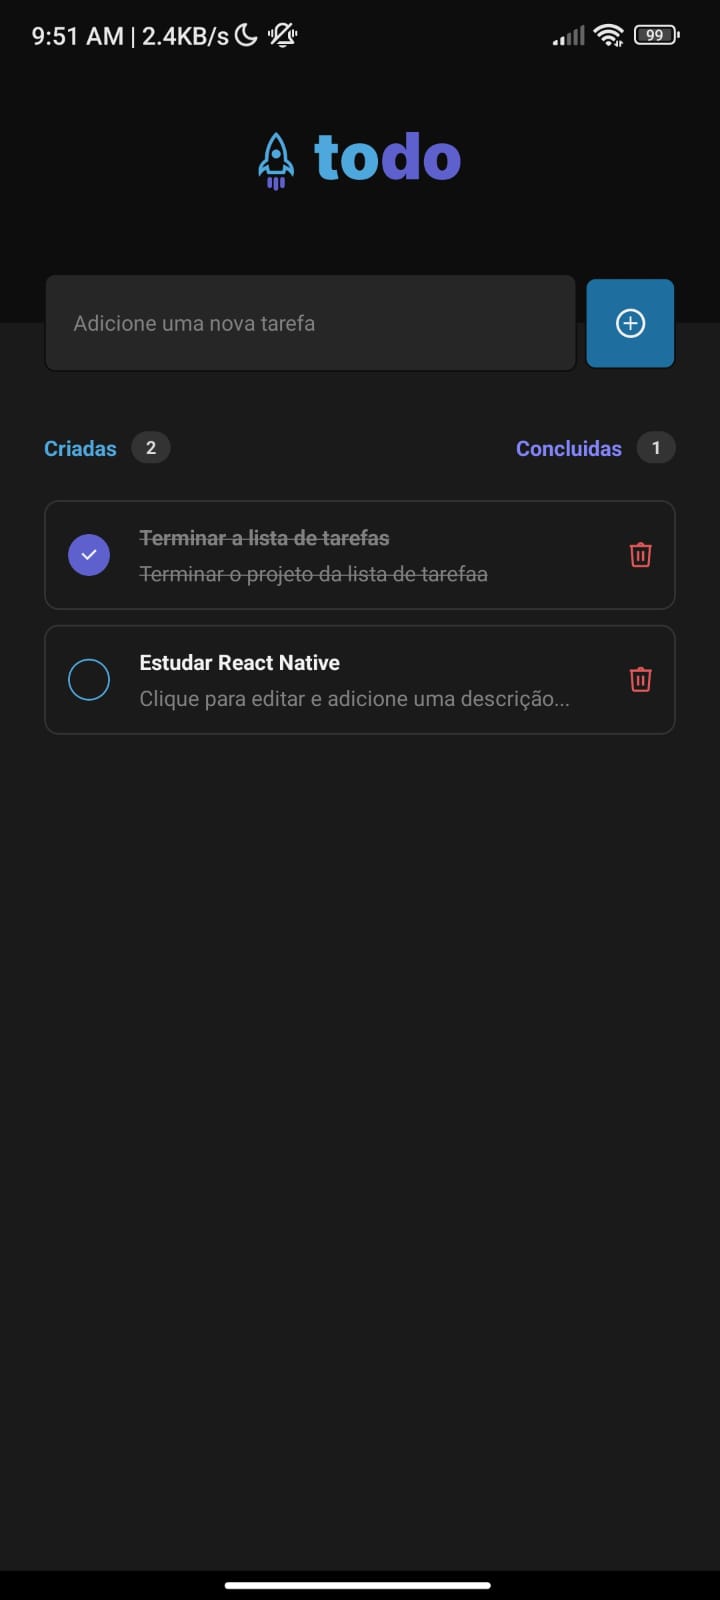 9:51 AM | 2.4KB/s 99
todo
Adicione uma nova tarefa
Criadas 2 Concluidas 1
Terminar a lista de tarefas
Terminar o projeto da lista de tarefaa
Estudar React Native
Clique para editar e adicione uma descrição...